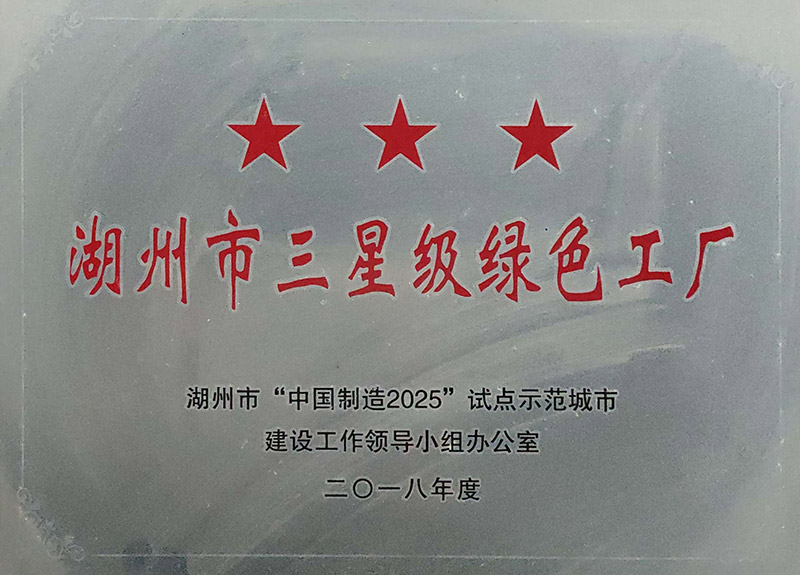 湖州市三星级绿色工厂
湖州市“中国制造2025”试点示范城市
建设工作领导小组办公室
二〇一八年度